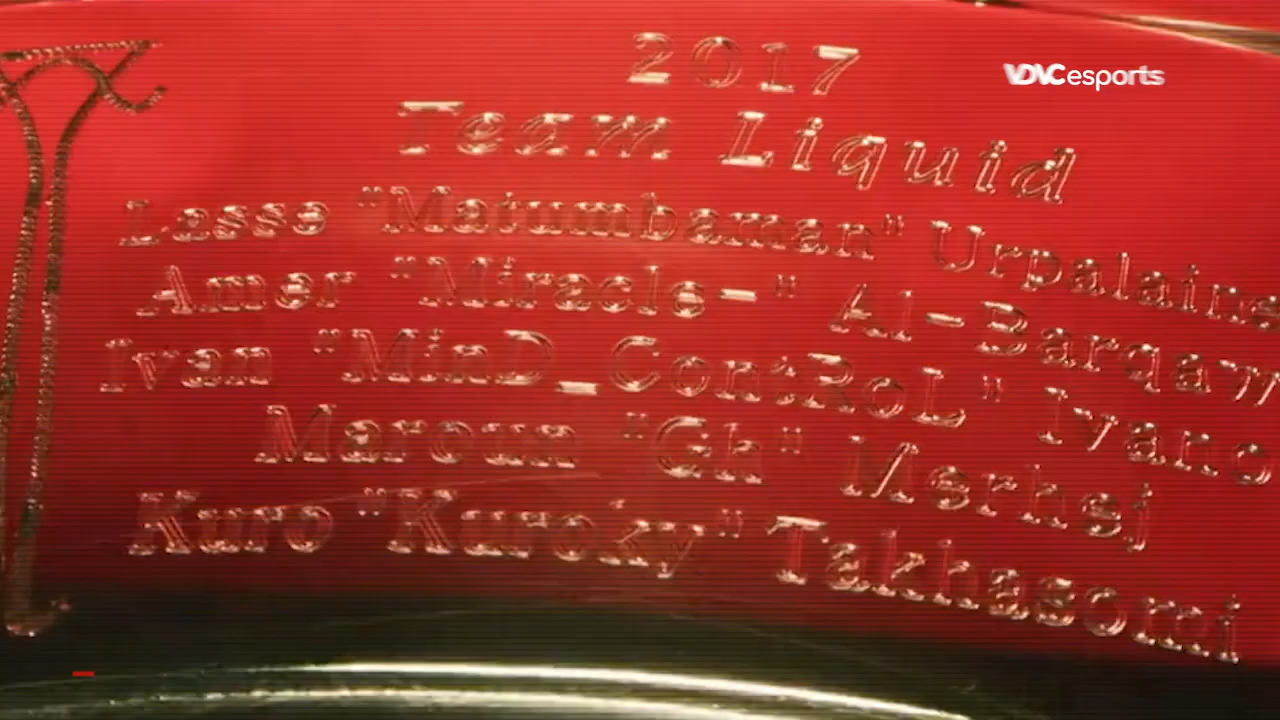 2017
VDVCesports
Team Liquid
Lasse "Matumbaman" Urpalaine
Amer "Miracle-" Al-Barqaw
Ivan "MinD_ContRoL" Ivano
Maroun "Gh" Merhej
Kuro "Kuroky" Takhasomi